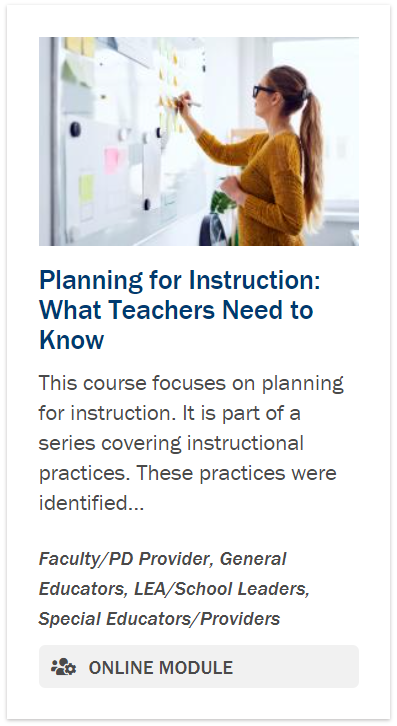 Planning for Instruction:
What Teachers Need to
Know
This course focuses on planning
for instruction. It is part of a
series covering instructional
practices. These practices were
identified...
Faculty/PD Provider, General
Educators, LEA/School Leaders,
Special Educators/Providers
ONLINE MODULE